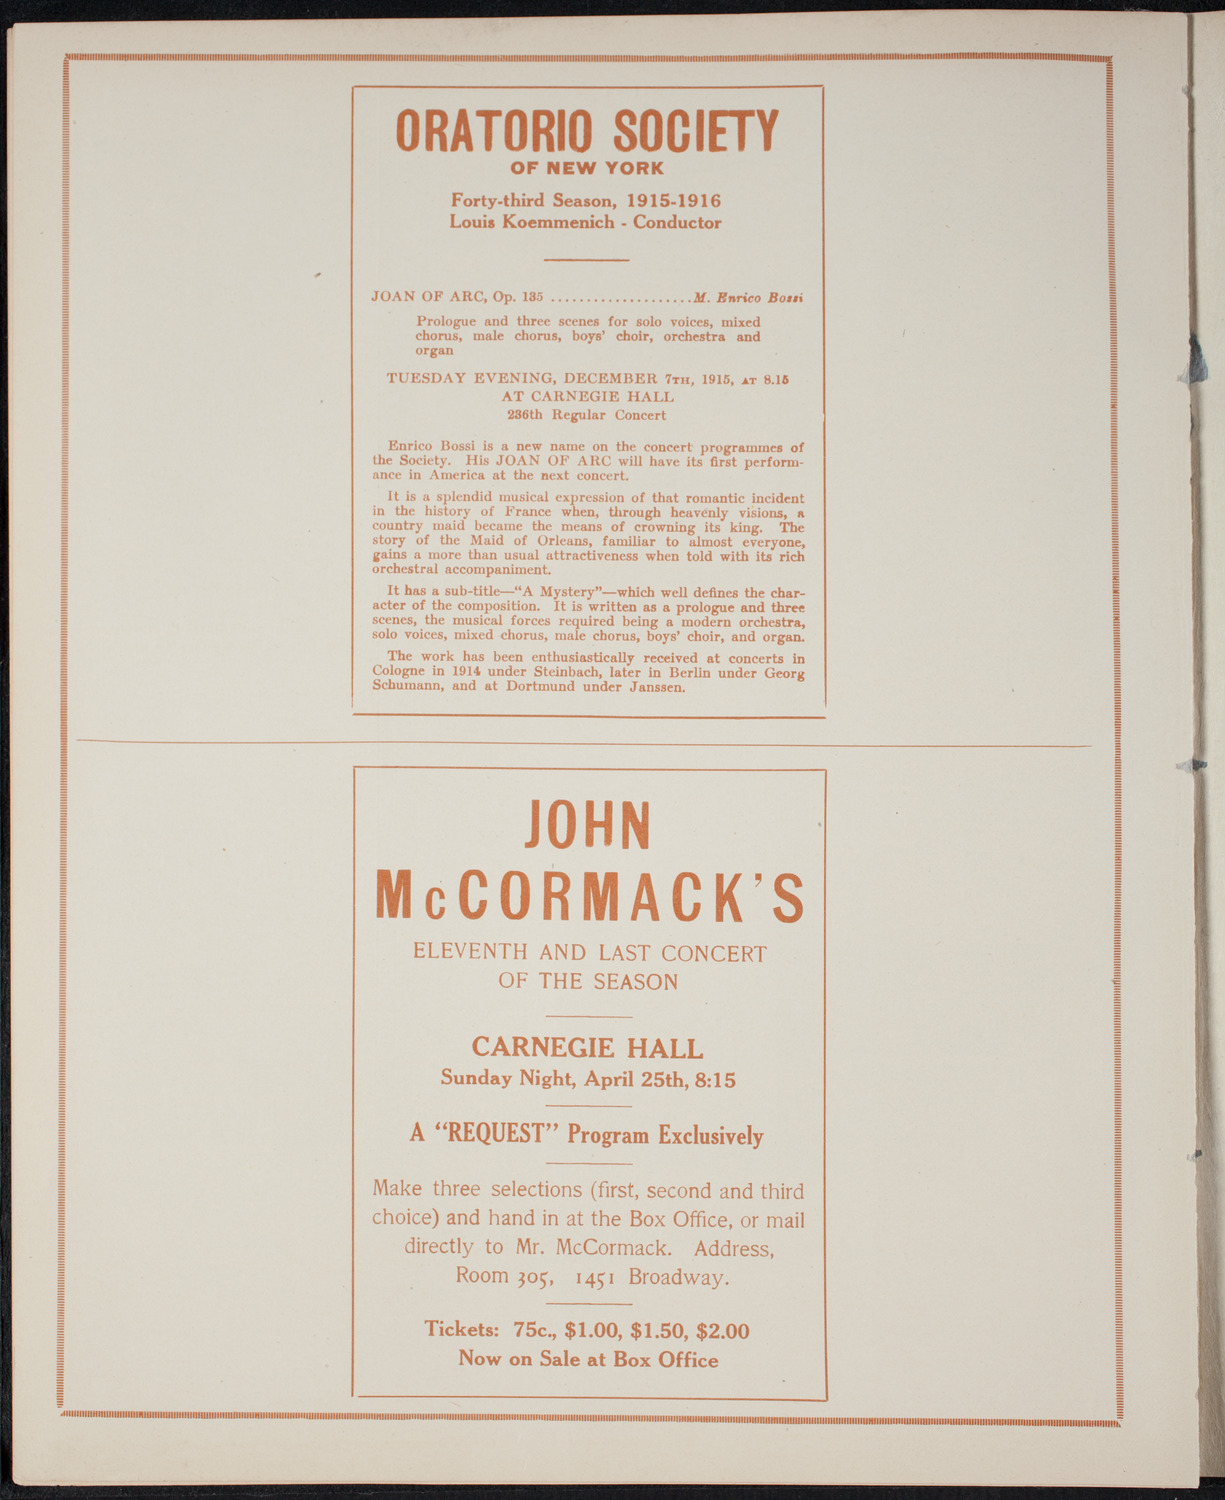 ORATORIO SOCIETY
OF NEW YORK
Forty-third Season, 1915-1916
Louis Koemmenich - Conductor
JOAN OF ARC, Op. 135 ....................M. Enrico Bossi
Prologue and three scenes for solo voices, mixed
chorus, male chorus, boys' choir, orchestra and
organ
TUESDAY EVENING, DECEMBER 7TH, 1915, AT 8.15
AT CARNEGIE HALL
236th Regular Concert
Enrico Bossi is a new name on the concert programmes of
the Society. His JOAN OF ARC will have its first perform-
ance in America at the next concert.
It is a splendid musical expression of that romantic incident
in the history of France when, through heavenly visions, a
country maid became the means of crowning its king. The
story of the Maid of Orleans, familiar to almost everyone,
gains a more than usual attractiveness when told with its rich
orchestral accompaniment.
It has a sub-title—“A Mystery”—which well defines the char-
acter of the composition. It is written as a prologue and three
scenes, the musical forces required being a modern orchestra,
solo voices, mixed chorus, male chorus, boys' choir, and organ.
The work has been enthusiastically received at concerts in
Cologne in 1914 under Steinbach, later in Berlin under Georg
Schumann, and at Dortmund under Janssen.
JOHN
McCORMACK'S
ELEVENTH AND LAST CONCERT
OF THE SEASON
CARNEGIE HALL
Sunday Night, April 25th, 8:15
A “REQUEST” Program Exclusively
Make three selections (first, second and third
choice) and hand in at the Box Office, or mail
directly to Mr. McCormack. Address,
Room 305, 1451 Broadway.
Tickets: 75c., $1.00, $1.50, $2.00
Now on Sale at Box Office